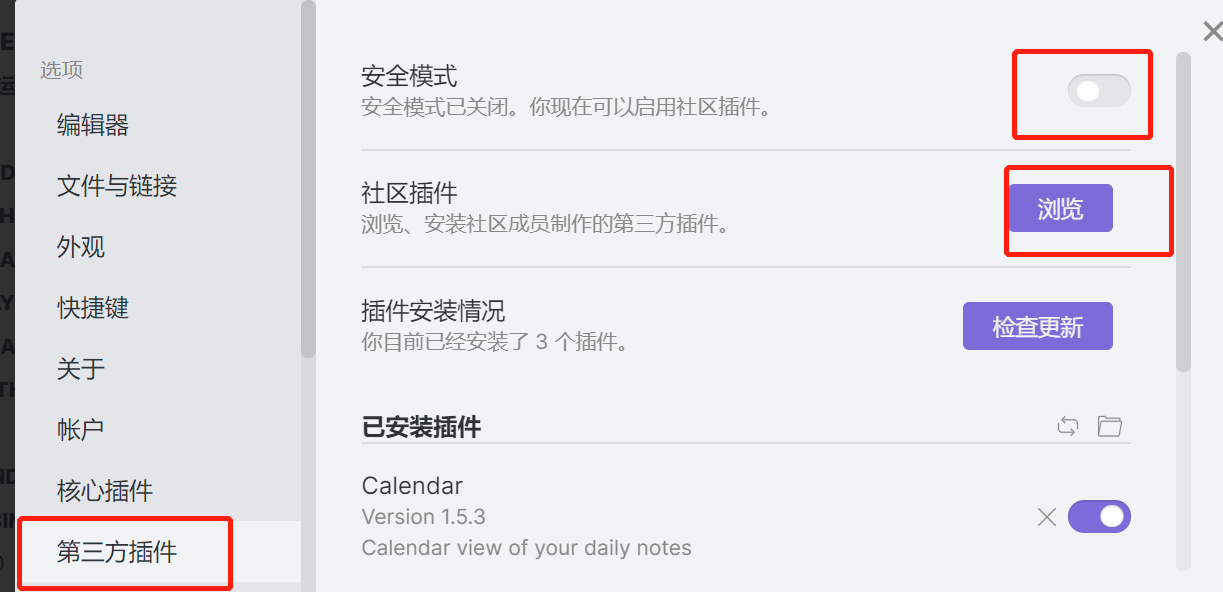 选项
编辑器
文件与链接
外观
快捷键
关于
帐户
核心插件
第三方插件
安全模式
安全模式已关闭。你现在可以启用社区插件。
社区插件
浏览、安装社区成员制作的第三方插件。
浏览
插件安装情况
你目前已经安装了 3 个插件。
检查更新
已安装插件
Calendar
Version 1.5.3
Calendar view of your daily notes